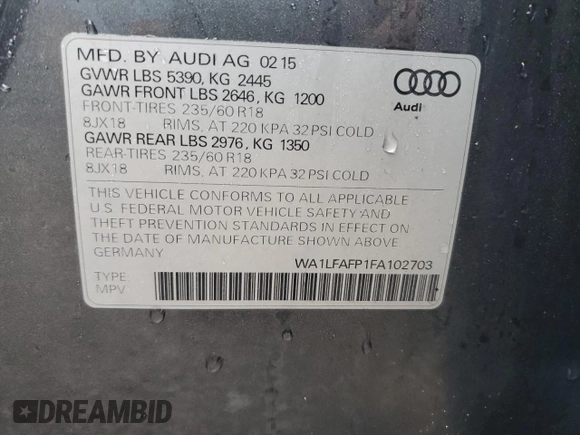 MFD. BY AUDI AG 02 15
GVWR LBS 5390, KG 2445
GAWR FRONT LBS 2646, KG 1200
FRONT-TIRES 235/60 R18
8JX18 RIMS, AT 220 KPA 32 PSI COLD
GAWR REAR LBS 2976, KG 1350
REAR-TIRES 235/60 R18
8JX18 RIMS, AT 220 KPA 32 PSI COLD
Audi
THIS VEHICLE CONFORMS TO ALL APPLICABLE
U.S. FEDERAL MOTOR VEHICLE SAFETY AND
THEFT PREVENTION STANDARDS IN EFFECT ON
THE DATE OF MANUFACTURE SHOWN ABOVE
GERMANY
WA1LFAFP1FA102703
TYPE:
MPV
DREAMBID